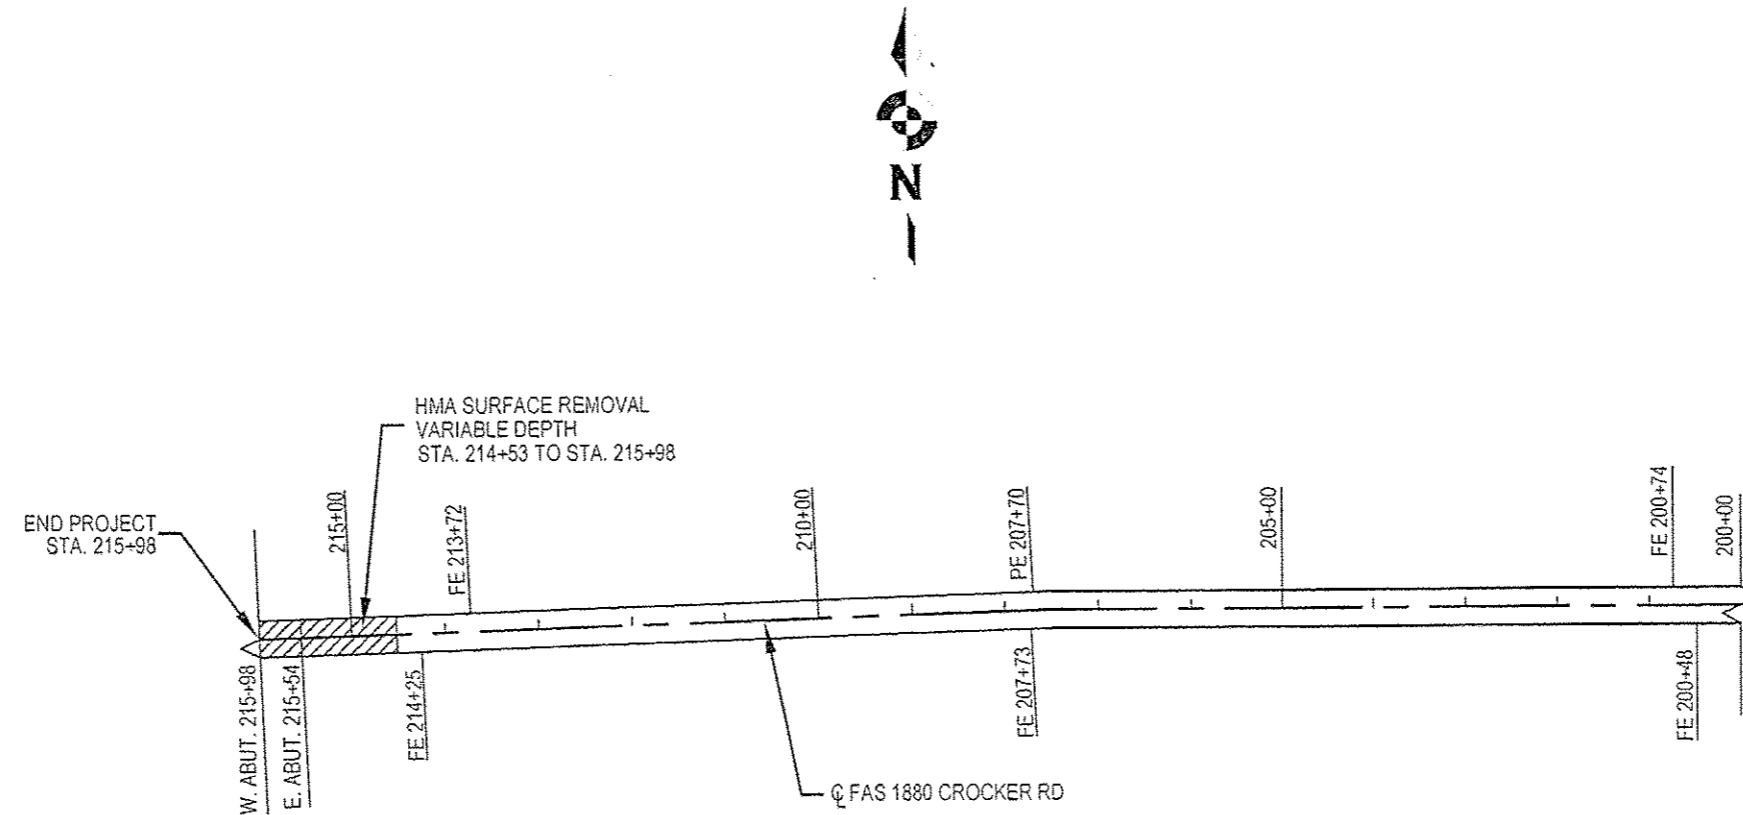 N
HMA SURFACE REMOVAL
VARIABLE DEPTH
STA. 214+53 TO STA. 215+98
END PROJECT
STA. 215+98
215+00
FE 213+72
210+00
PE 207+70
205+00
FE 200+74
200+00
W. ABUT. 215+98
E. ABUT. 215+54
FE 214+25
FE 207+73
FE 200+48
℄ FAS 1880 CROCKER RD